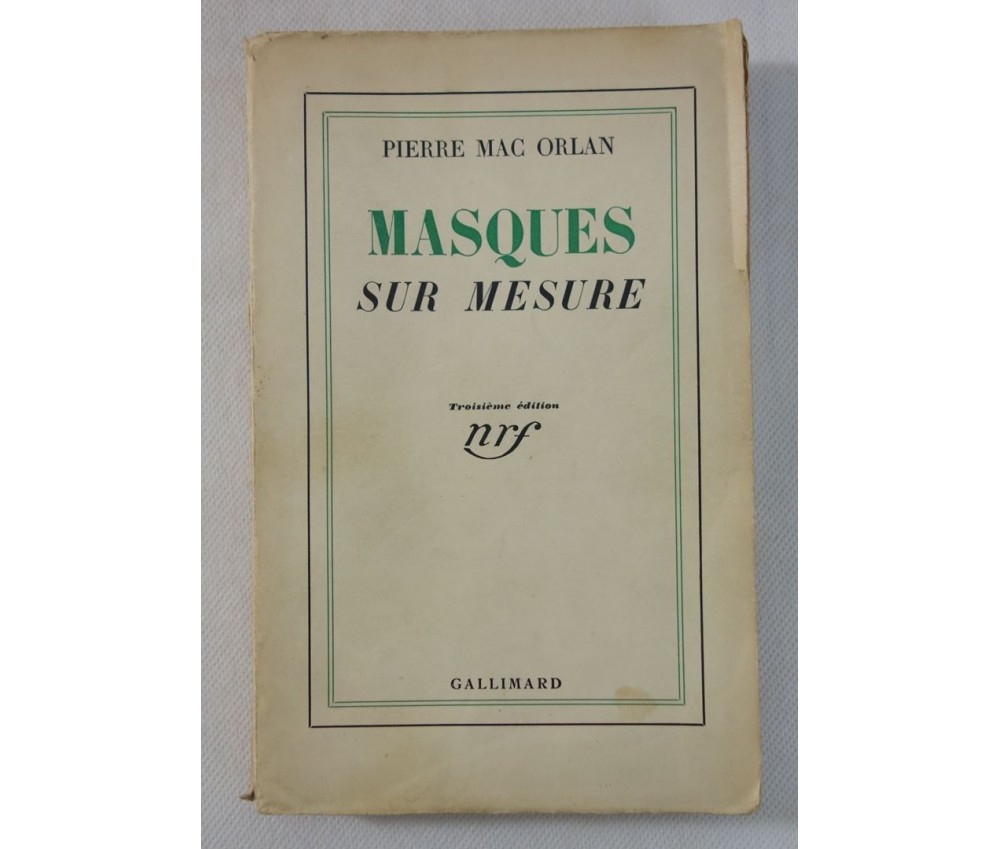 PIERRE MAC ORLAN
MASQUES
SUR MESURE
Troisième édition
nrf
GALLIMARD